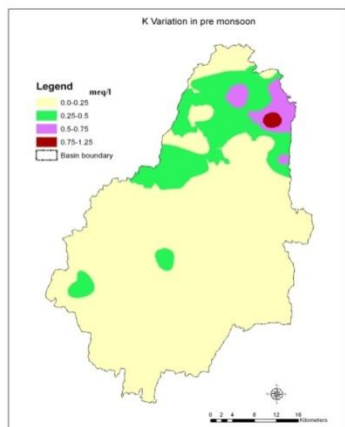 K Variation in pre monsoon
Legend meq/l
0.0-0.25
0.25-0.5
0.5-0.75
0.75-1.25
Basin boundary
0 2 4 8 12 16
Kilometers